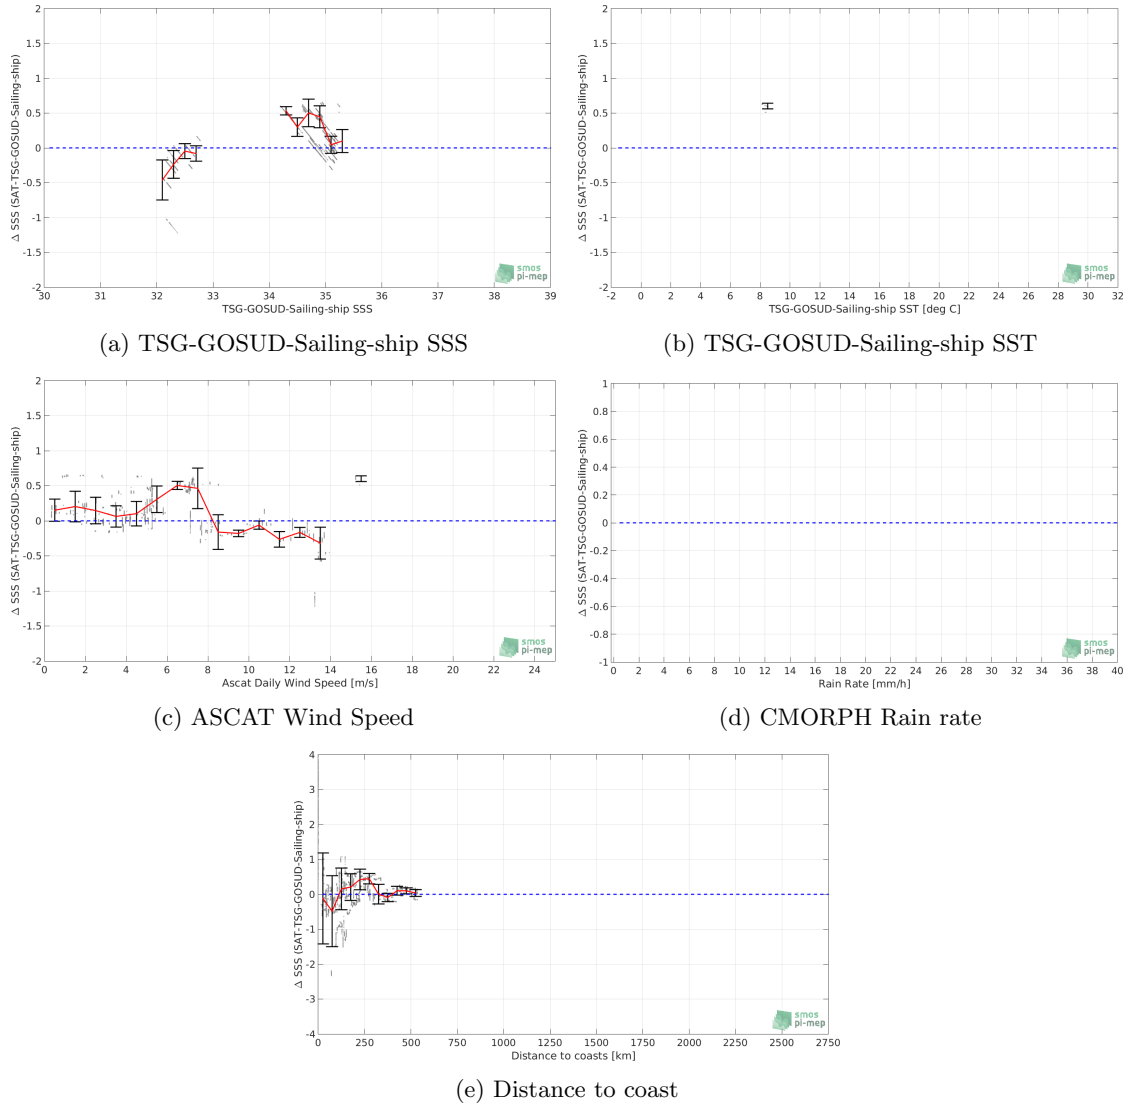 2
1.5
1
0.5
0
-0.5
-1
-1.5
-2
Δ SSS (SAT-TSG-GOSUD-Sailing-ship)
30 31 32 33 34 35 36 37 38 39
TSG-GOSUD-Sailing-ship SSS
smos
pi-mep
(a) TSG-GOSUD-Sailing-ship SSS
2
1.5
1
0.5
0
-0.5
-1
-1.5
-2
Δ SSS (SAT-TSG-GOSUD-Sailing-ship)
-2 0 2 4 6 8 10 12 14 16 18 20 22 24 26 28 30 32
TSG-GOSUD-Sailing-ship SST [deg C]
smos
pi-mep
(b) TSG-GOSUD-Sailing-ship SST
2
1.5
1
0.5
0
-0.5
-1
-1.5
-2
Δ SSS (SAT-TSG-GOSUD-Sailing-ship)
0 2 4 6 8 10 12 14 16 18 20 22 24
Ascat Daily Wind Speed [m/s]
smos
pi-mep
(c) ASCAT Wind Speed
1
0.8
0.6
0.4
0.2
0
-0.2
-0.4
-0.6
-0.8
-1
Δ SSS (SAT-TSG-GOSUD-Sailing-ship)
0 2 4 6 8 10 12 14 16 18 20 22 24 26 28 30 32 34 36 38 40
Rain Rate [mm/h]
smos
pi-mep
(d) CMORPH Rain rate
4
3
2
1
0
-1
-2
-3
-4
Δ SSS (SAT-TSG-GOSUD-Sailing-ship)
0 250 500 750 1000 1250 1500 1750 2000 2250 2500 2750
Distance to coasts [km]
smos
pi-mep
(e) Distance to coast